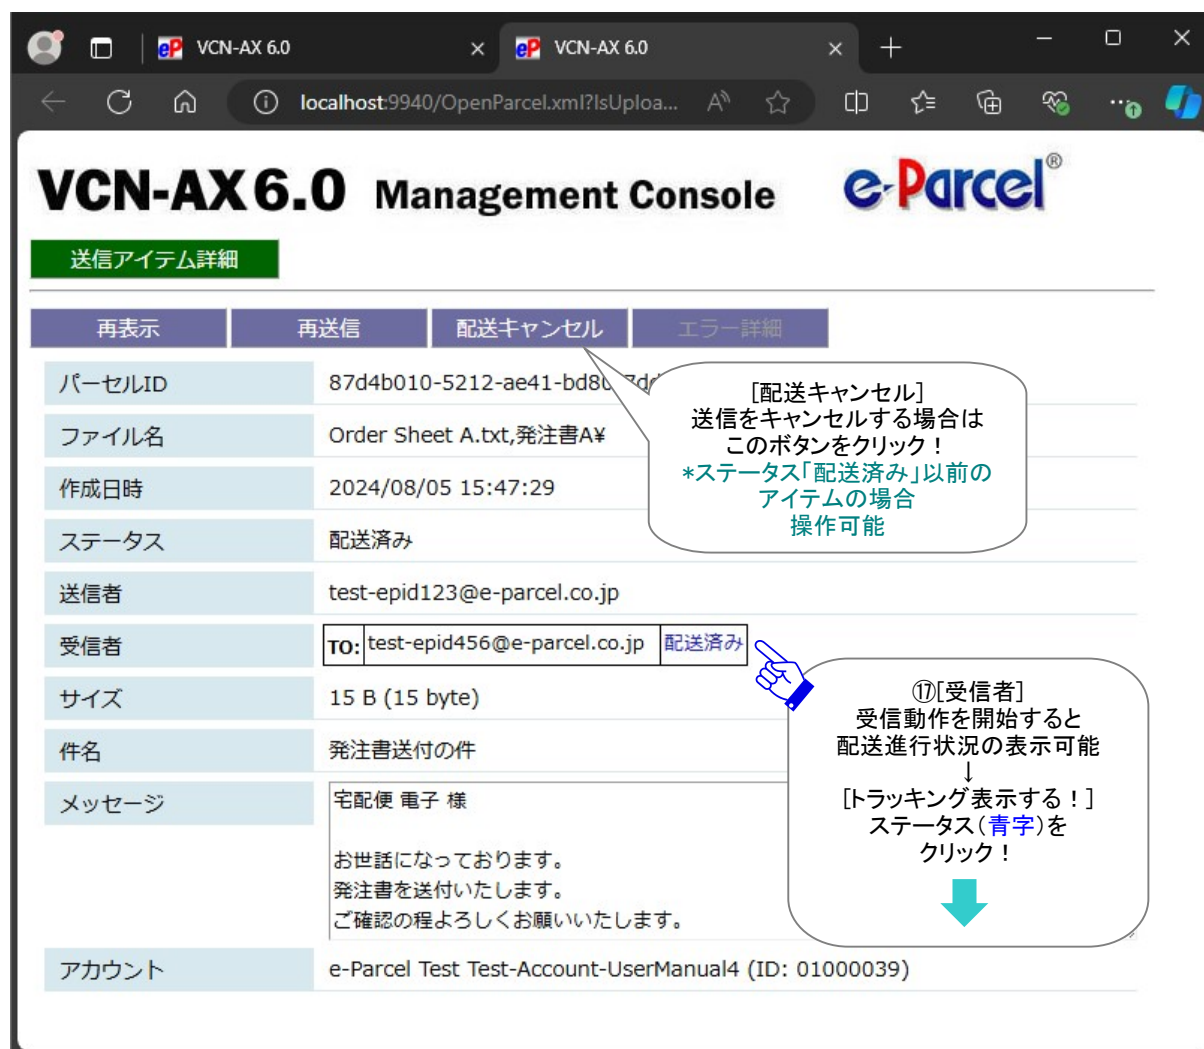 VCN-AX 6.0
VCN-AX 6.0
localhost:9940/OpenParcel.xml?IsUploa...
VCN-AX 6.0 Management Console
e-Parcel®
送信アイテム詳細
再表示
再送信
配送キャンセル
エラー詳細
パーセルID
87d4b010-5212-ae41-bd80-
[配送キャンセル]
送信をキャンセルする場合は
このボタンをクリック!
*ステータス「配送済み」以前の
アイテムの場合
操作可能
ファイル名
Order Sheet A.txt,発注書A¥
作成日時
2024/08/05 15:47:29
ステータス
配送済み
送信者
test-epid123@e-parcel.co.jp
受信者
TO: test-epid456@e-parcel.co.jp 配送済み
サイズ
15 B (15 byte)
⑰[受信者]
受信動作を開始すると
配送進行状況の表示可能
↓
[トラッキング表示する!]
ステータス(青字)を
クリック!
件名
発注書送付の件
メッセージ
宅配便 電子 様
お世話になっております。
発注書を送付いたします。
ご確認の程よろしくお願いいたします。
アカウント
e-Parcel Test Test-Account-UserManual4 (ID: 01000039)